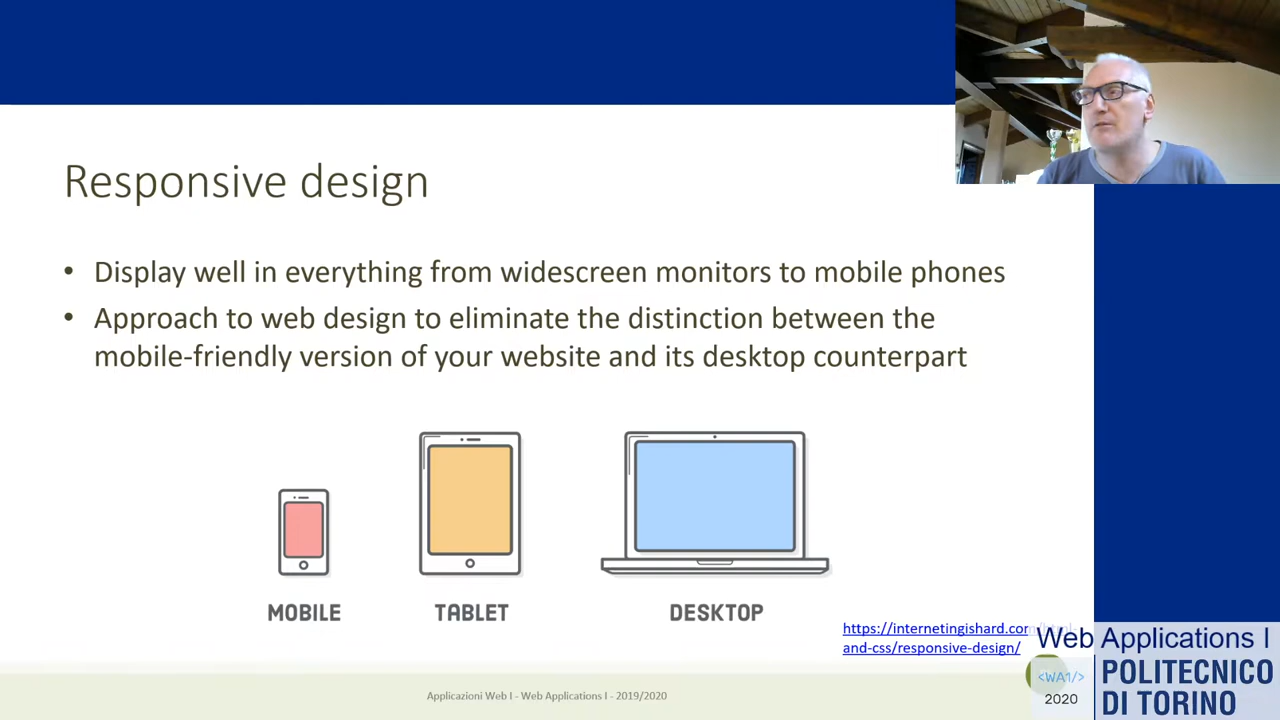 Responsive design
• Display well in everything from widescreen monitors to mobile phones
• Approach to web design to eliminate the distinction between the
mobile-friendly version of your website and its desktop counterpart
MOBILE
TABLET
DESKTOP
https://internetingishard.com/html-
and-css/responsive-design/
Applicazioni Web I - Web Applications I - 2019/2020
Web Applications I
<WA1/>
2020
POLITECNICO
DI TORINO